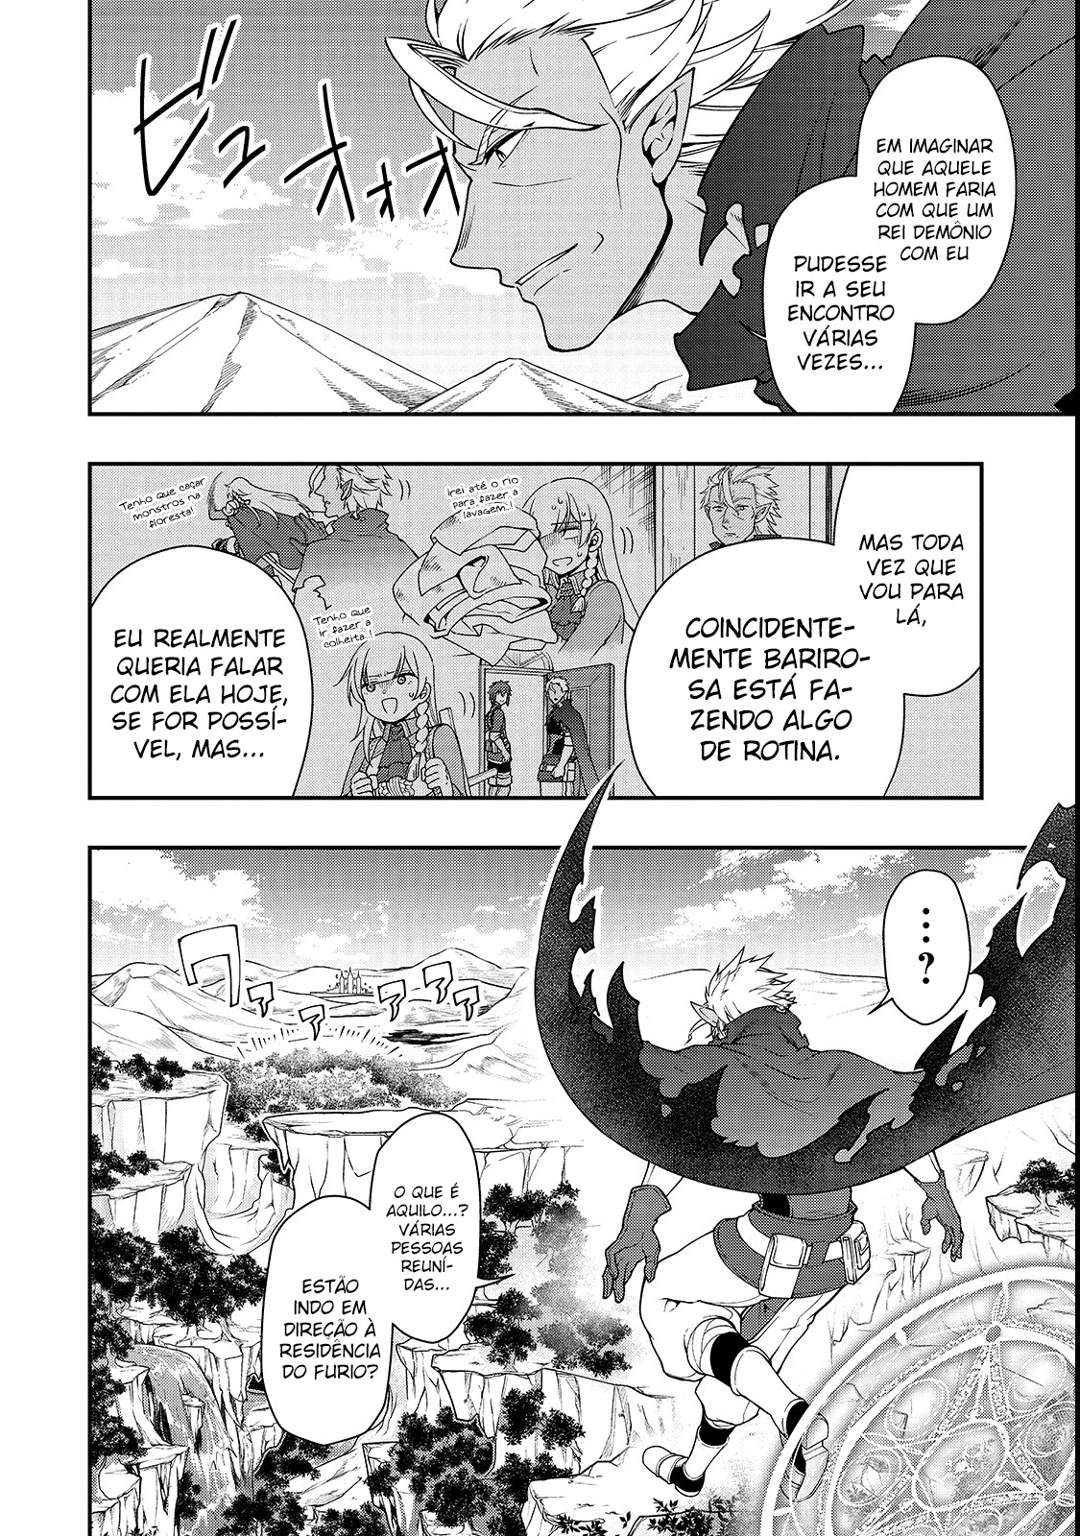 EM IMAGINAR
QUE AQUELE
HOMEM FARIA
COM QUE UM
REI DEMÔNIO
COM EU
PUDESSE
IR A SEU
ENCONTRO
VÁRIAS
VEZES...
ビュオォオォ
MAS TODA
VEZ QUE
VOU PARA
LÁ,
COINCIDENTE-
MENTE BARIRO-
SA ESTÁ FA-
ZENDO ALGO
DE ROTINA.
Irei até o rio
para fazer a
lavagem..!
Tenho que caçar
monstros na
floresta!
Tenho que
ir fazer a
colheita.!
EU REALMENTE
QUERIA FALAR
COM ELA HOJE,
SE FOR POSSÍ-
VEL, MAS...
...?
ワァァァァァ
O QUE É
AQUILO...?
VÁRIAS
PESSOAS
REUNÍ-
DAS...
ESTÃO
INDO EM
DIREÇÃO À
RESIDÊNCIA
DO FURIO?